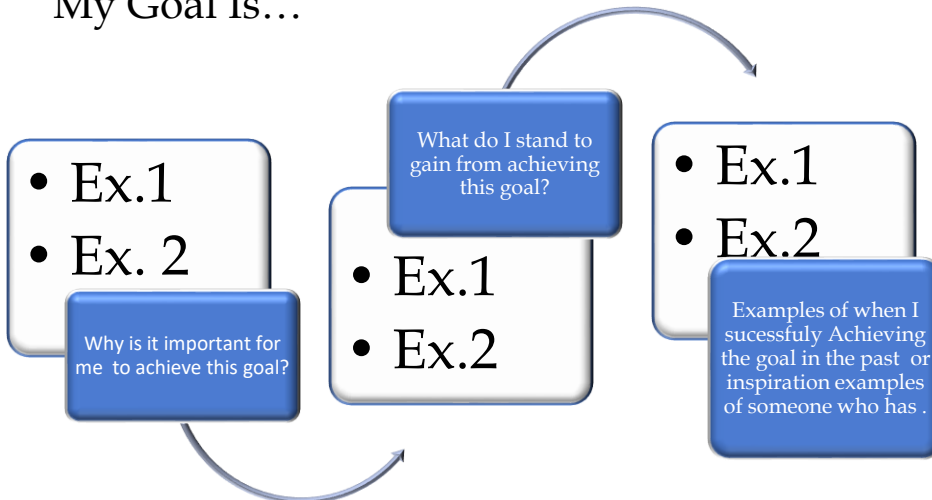 My Goal Is…
• Ex.1
• Ex. 2
Why is it important for
me to achieve this goal?
What do I stand to
gain from achieving
this goal?
• Ex.1
• Ex.2
• Ex.1
• Ex.2
Examples of when I
sucessfuly Achieving
the goal in the past or
inspiration examples
of someone who has .